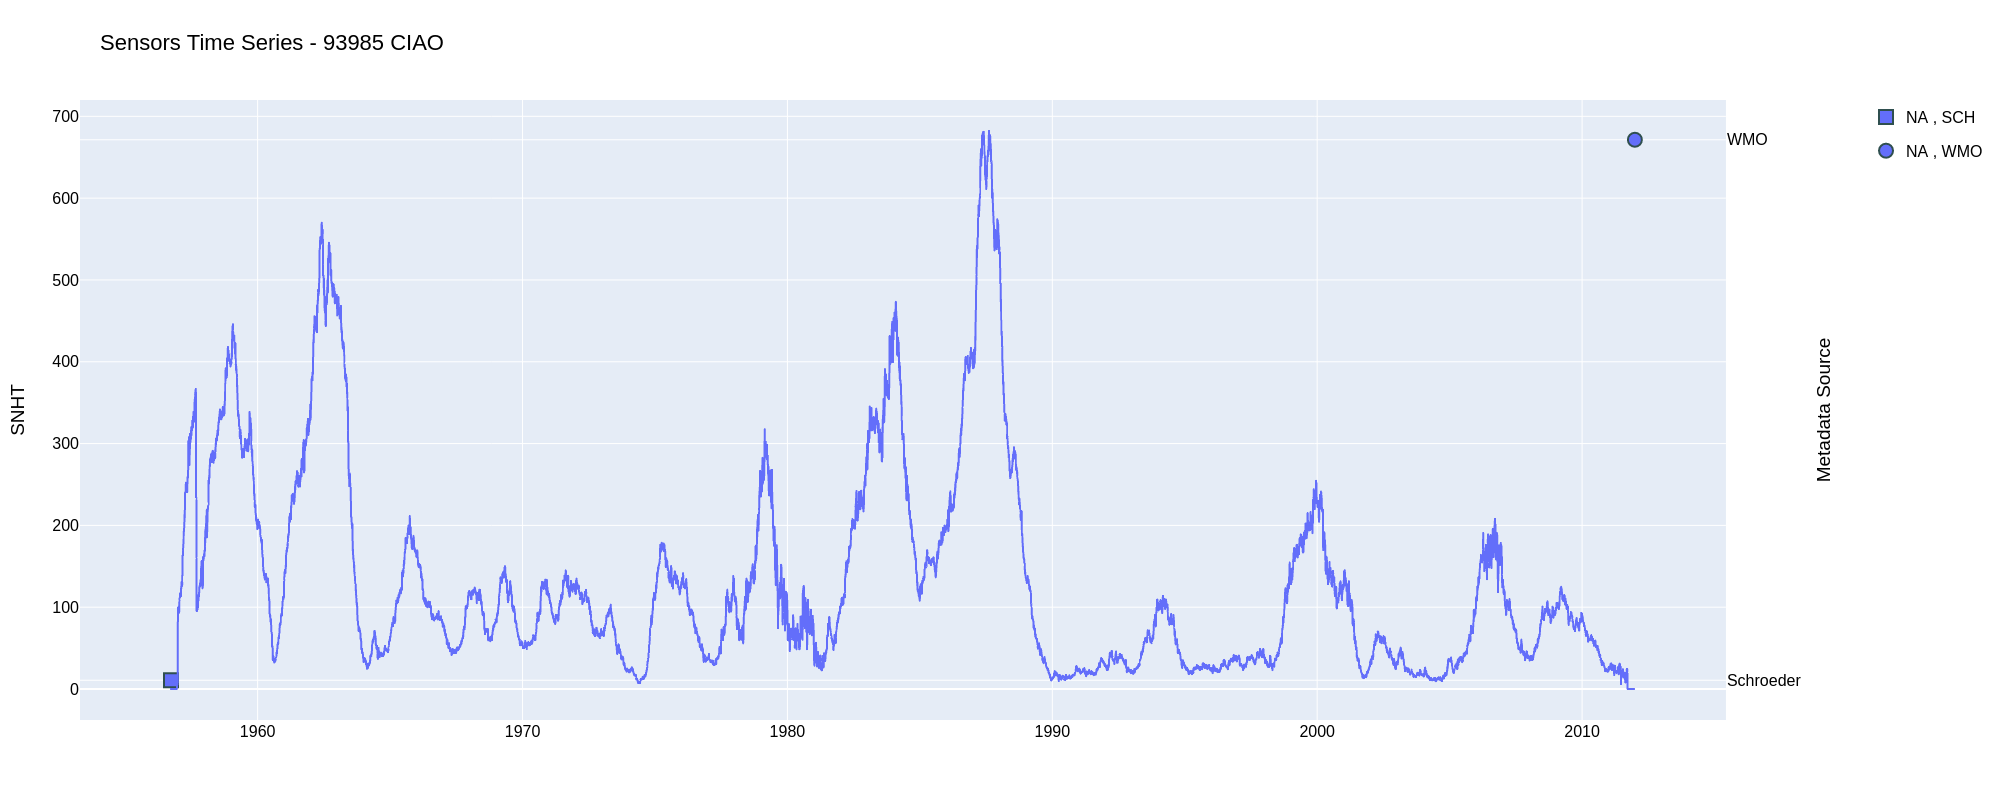 Sensors Time Series - 93985 CIAO
700
600
500
400
300
200
100
0
SNHT
1960
1970
1980
1990
2000
2010
WMO
Schroeder
Metadata Source
NA , SCH
NA , WMO